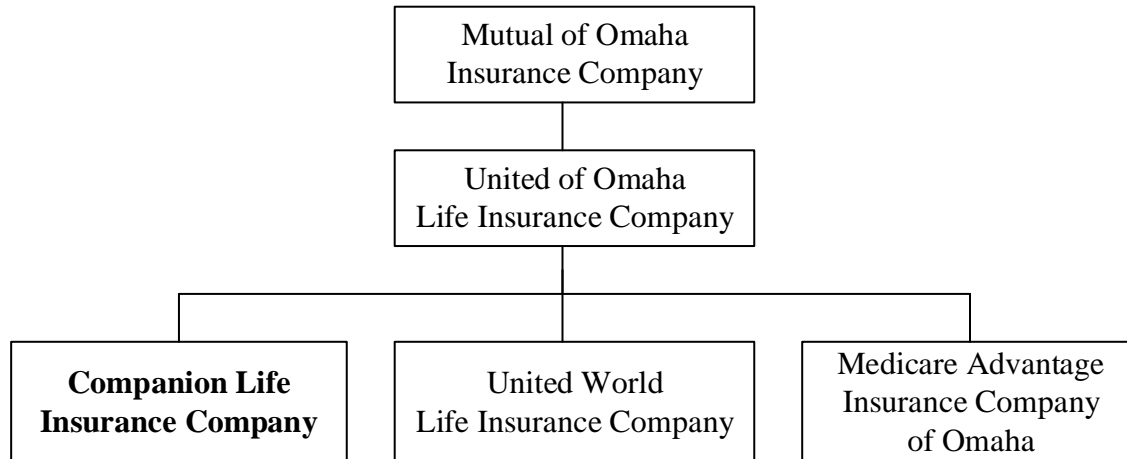 Mutual of Omaha
Insurance Company
United of Omaha
Life Insurance Company
Companion Life
Insurance Company
United World
Life Insurance Company
Medicare Advantage
Insurance Company
of Omaha